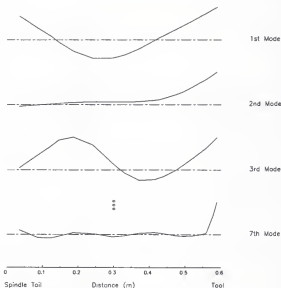 1st Mode
2nd Mode
3rd Mode
7th Mode
0 0.1 0.2 0.3 0.4 0.5 0.6
Spindle Tail Distance (m) Tool